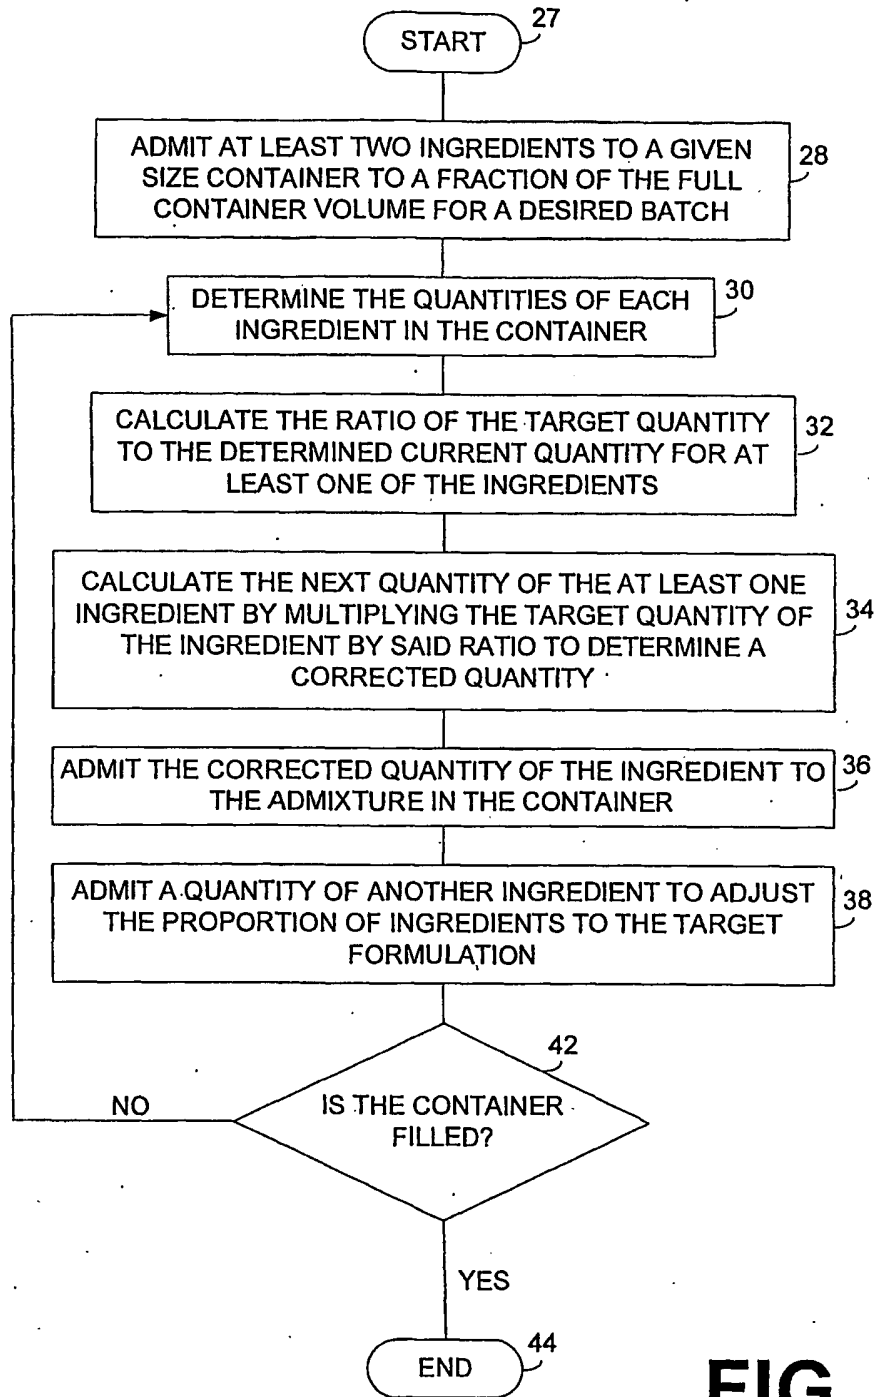 START
27
ADMIT AT LEAST TWO INGREDIENTS TO A GIVEN
SIZE CONTAINER TO A FRACTION OF THE FULL
CONTAINER VOLUME FOR A DESIRED BATCH
28
DETERMINE THE QUANTITIES OF EACH
INGREDIENT IN THE CONTAINER
30
CALCULATE THE RATIO OF THE TARGET QUANTITY
TO THE DETERMINED CURRENT QUANTITY FOR AT
LEAST ONE OF THE INGREDIENTS
32
CALCULATE THE NEXT QUANTITY OF THE AT LEAST ONE
INGREDIENT BY MULTIPLYING THE TARGET QUANTITY OF
THE INGREDIENT BY SAID RATIO TO DETERMINE A
CORRECTED QUANTITY
34
ADMIT THE CORRECTED QUANTITY OF THE INGREDIENT TO
THE ADMIXTURE IN THE CONTAINER
36
ADMIT A QUANTITY OF ANOTHER INGREDIENT TO ADJUST
THE PROPORTION OF INGREDIENTS TO THE TARGET
FORMULATION
38
42
IS THE CONTAINER
FILLED?
NO
YES
END
44
FIG